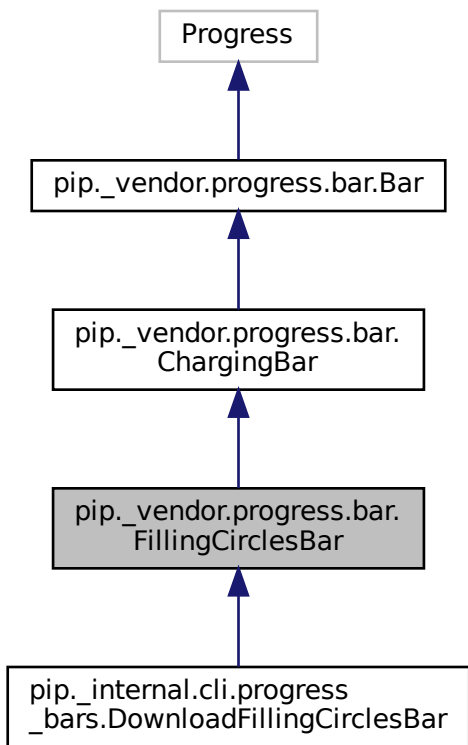 Progress
pip._vendor.progress.bar.Bar
pip._vendor.progress.bar.
ChargingBar
pip._vendor.progress.bar.
FillingCirclesBar
pip._internal.cli.progress
_bars.DownloadFillingCirclesBar